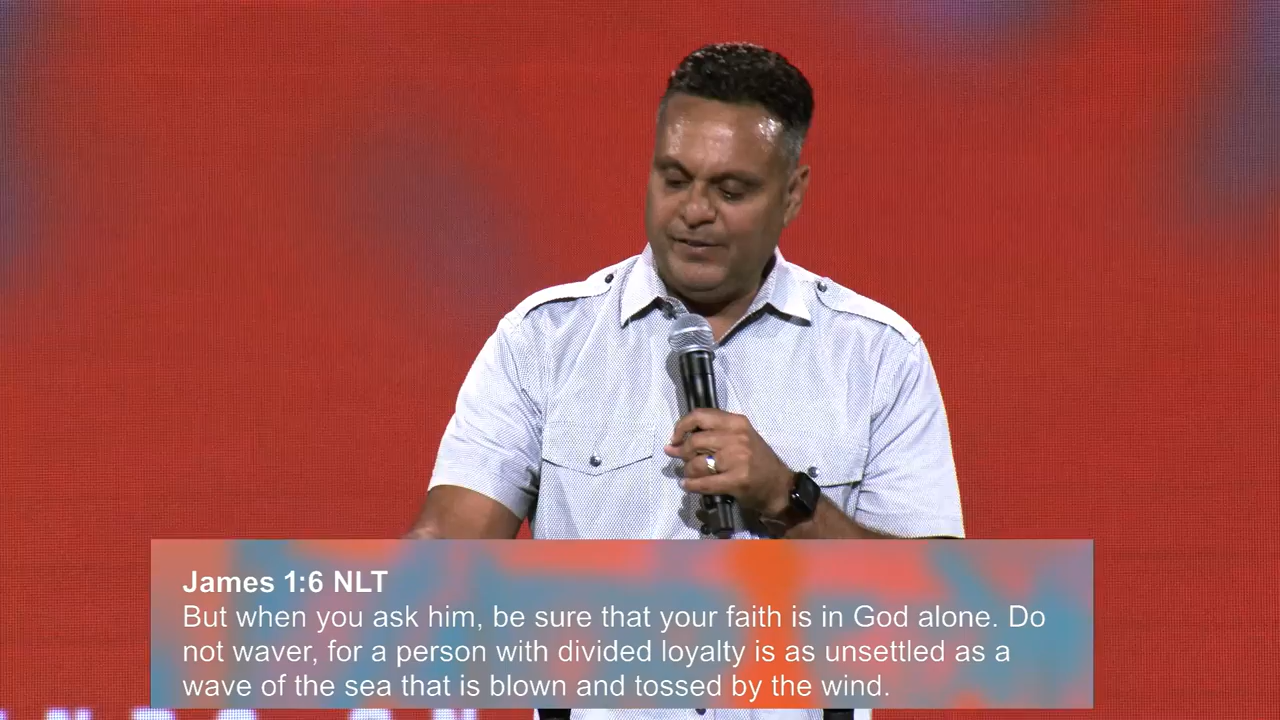 James 1:6 NLT
But when you ask him, be sure that your faith is in God alone. Do
not waver, for a person with divided loyalty is as unsettled as a
wave of the sea that is blown and tossed by the wind.